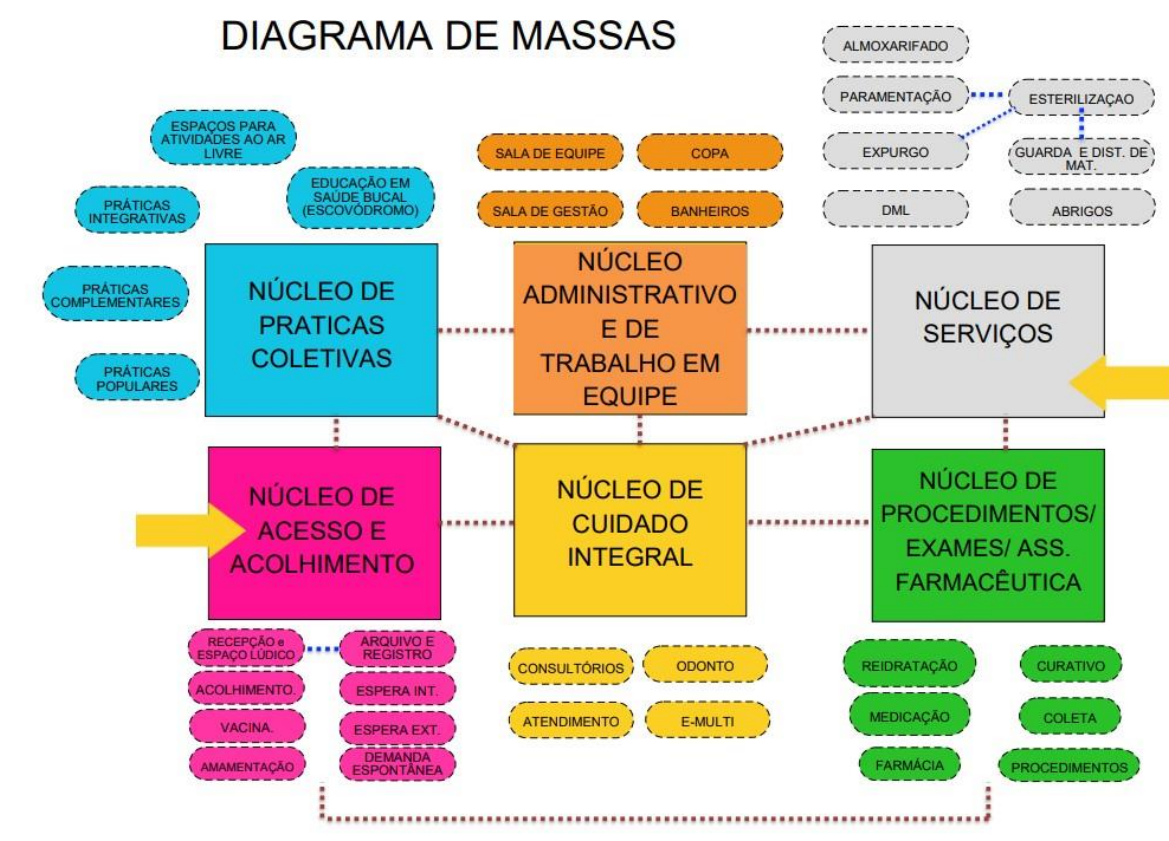 DIAGRAMA DE MASSAS
ALMOXARIFADO
PARAMENTAÇÃO
ESTERILIZAÇAO
EXPURGO
GUARDA E DIST. DE
MAT.
DML
ABRIGOS
ESPAÇOS PARA
ATIVIDADES AO AR
LIVRE
EDUCAÇÃO EM
SAÚDE BUCAL
(ESCOVÓDROMO)
PRÁTICAS
INTEGRATIVAS
PRÁTICAS
COMPLEMENTARES
PRÁTICAS
POPULARES
SALA DE EQUIPE
COPA
SALA DE GESTÃO
BANHEIROS
NÚCLEO DE
PRATICAS
COLETIVAS
NÚCLEO
ADMINISTRATIVO
E DE
TRABALHO EM
EQUIPE
NÚCLEO DE
SERVIÇOS
NÚCLEO DE
ACESSO E
ACOLHIMENTO
NÚCLEO DE
CUIDADO
INTEGRAL
NÚCLEO DE
PROCEDIMENTOS/
EXAMES/ ASS.
FARMACÊUTICA
RECEPÇÃO e
ESPAÇO LÚDICO
ARQUIVO E
REGISTRO
ACOLHIMENTO.
ESPERA INT.
VACINA.
ESPERA EXT.
AMAMENTAÇÃO
DEMANDA
ESPONTÂNEA
CONSULTÓRIOS
ODONTO
ATENDIMENTO
E-MULTI
REIDRATAÇÃO
CURATIVO
MEDICAÇÃO
COLETA
FARMÁCIA
PROCEDIMENTOS